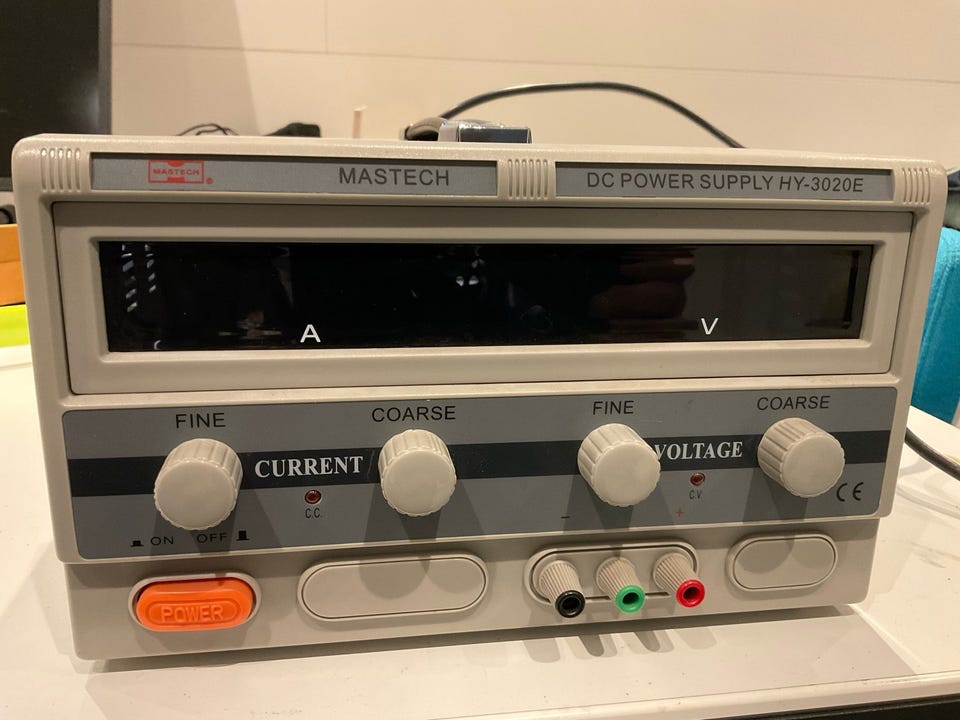 MASTECH
MASTECH
DC POWER SUPPLY HY-3020E
A
V
FINE
COARSE
FINE
COARSE
CURRENT
VOLTAGE
C.C.
C.V
CE
− +
ON OFF
POWER